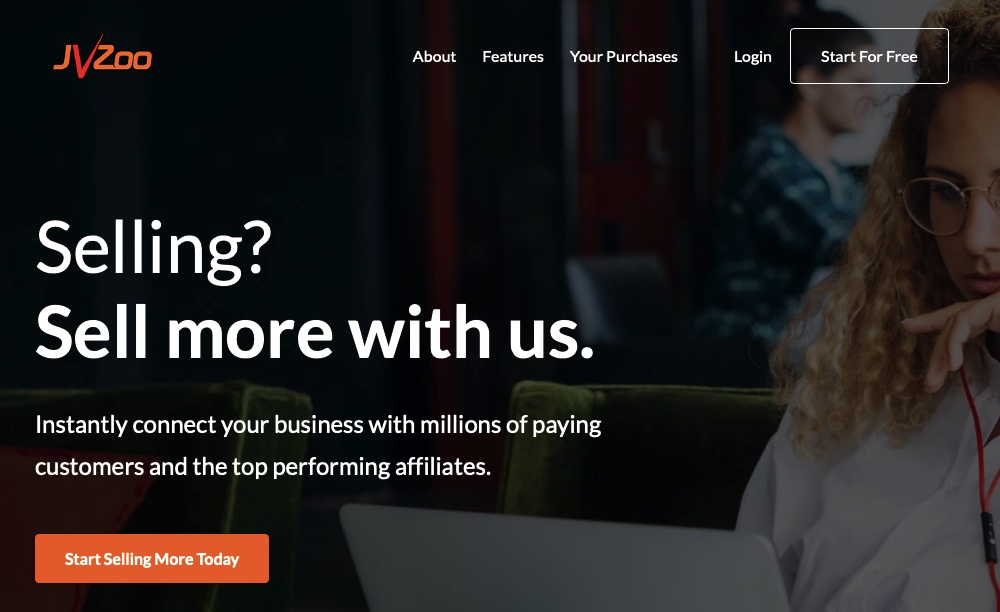 JVZoo
About
Features
Your Purchases
Login
Start For Free
Selling?
Sell more with us.
Instantly connect your business with millions of paying
customers and the top performing affiliates.
Start Selling More Today